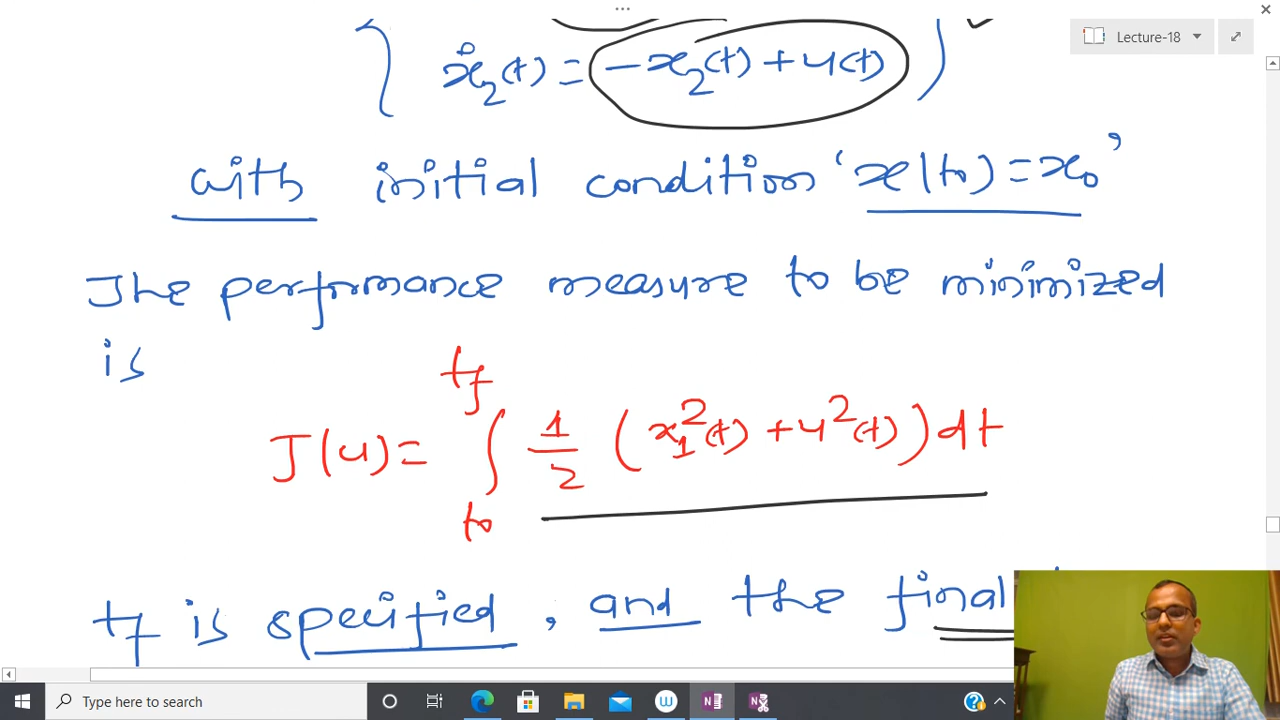 Lecture-18
ẋ₂(t) = -x₂(t) + u(t)
with initial condition 'x(t₀) = x₀'
The performance measure to be minimized
is
J(u) = ∫ₜ₀^tf 1/2 (x₁²(t) + u²(t)) dt
tf is specified, and the final
Type here to search